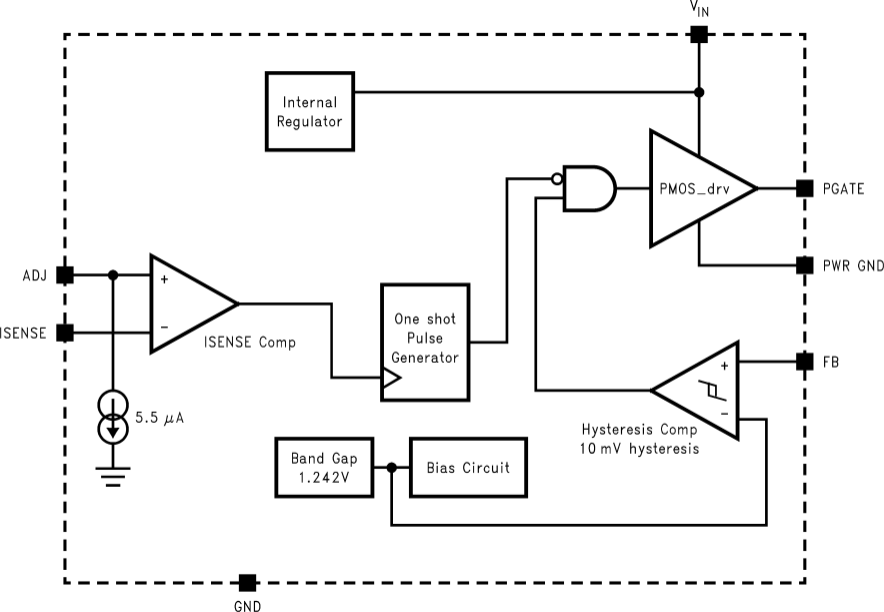 VIN
Internal
Regulator
PMOS_drv
PGATE
PWR GND
ADJ
+
ISENSE
−
ISENSE Comp
One shot
Pulse
Generator
FB
+
−
5.5 μA
Hysteresis Comp
10 mV hysteresis
Band Gap
1.242V
Bias Circuit
GND